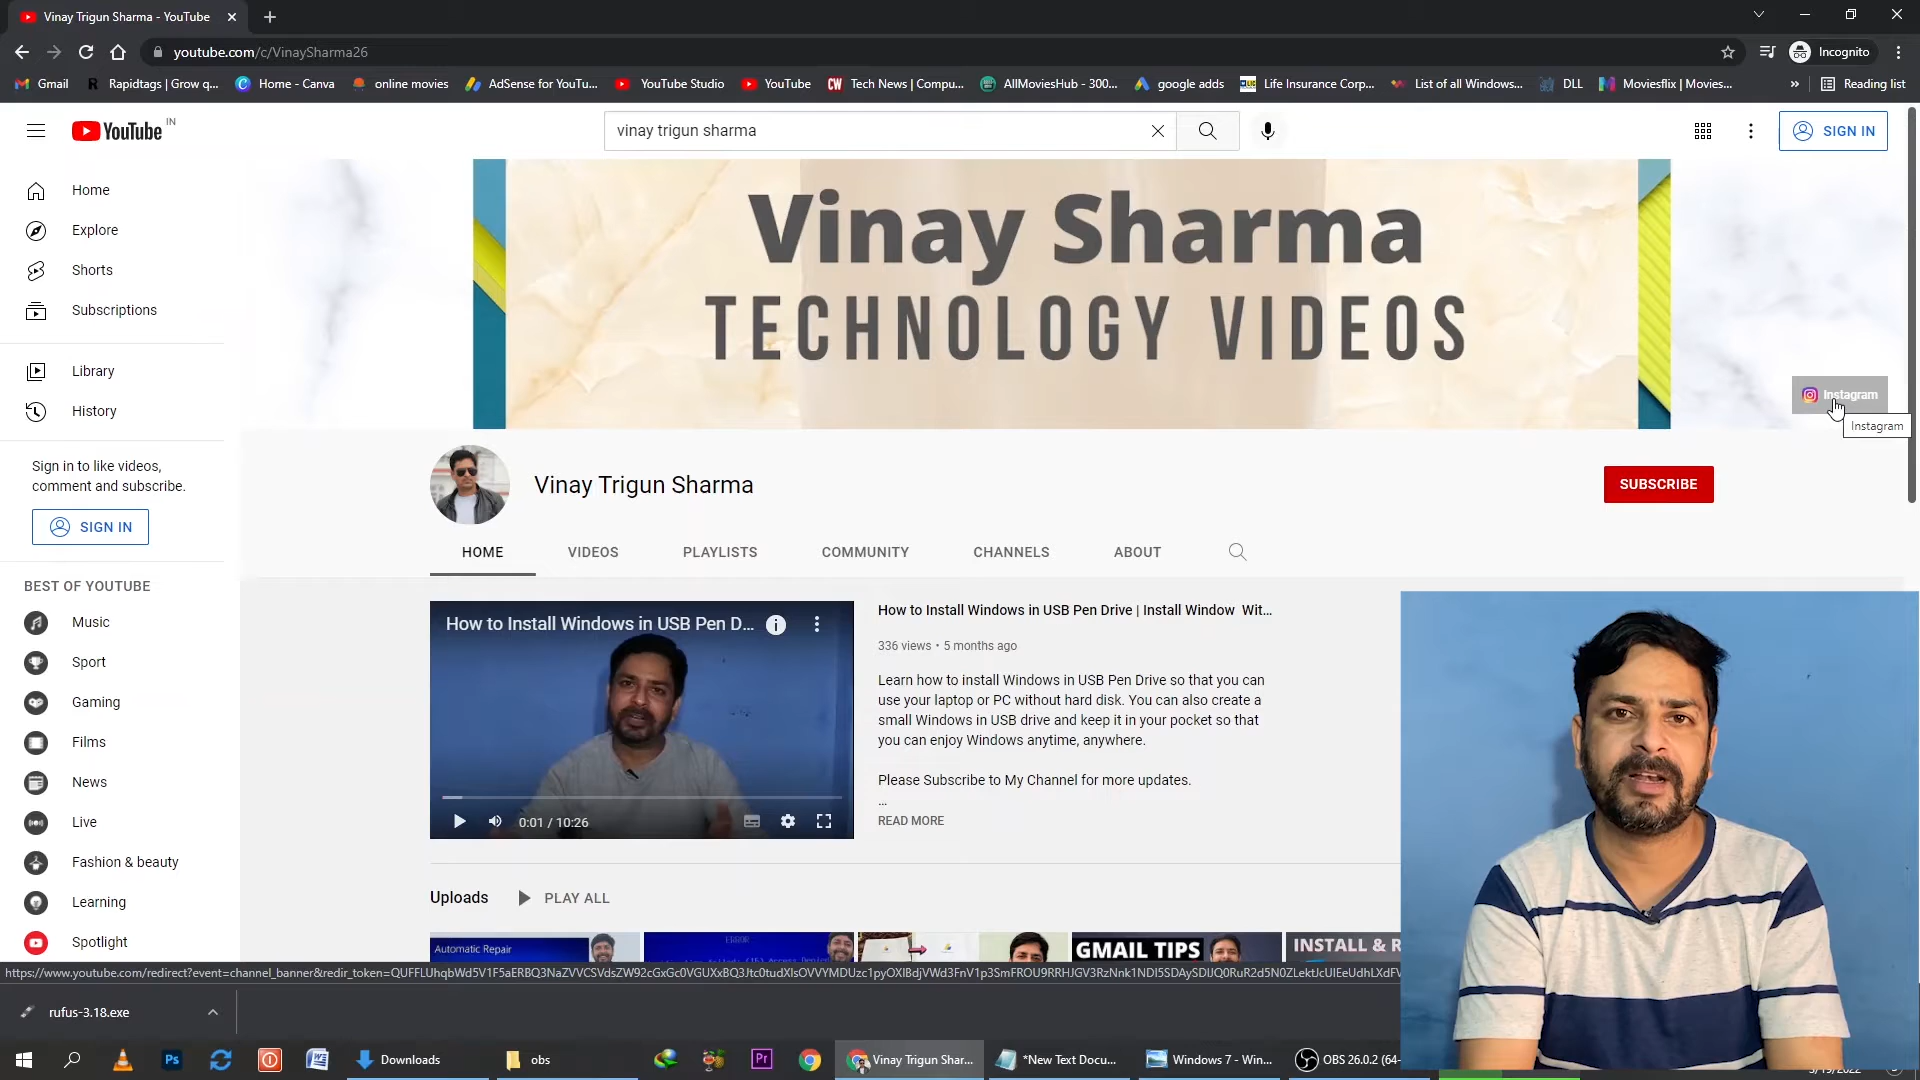 Vinay Trigun Sharma - YouTube
youtube.com/c/VinaySharma26
Incognito
Gmail
Rapidtags | Grow q...
Home - Canva
online movies
AdSense for YouTu...
YouTube Studio
YouTube
Tech News | Compu...
AllMoviesHub - 300...
google adds
Life Insurance Corp...
List of all Windows...
DLL
Moviesflix | Movies...
»
Reading list
YouTube IN
vinay trigun sharma
SIGN IN
Home
Explore
Shorts
Subscriptions
Library
History
Sign in to like videos,
comment and subscribe.
SIGN IN
BEST OF YOUTUBE
Music
Sport
Gaming
Films
News
Live
Fashion & beauty
Learning
Spotlight
Vinay Sharma
TECHNOLOGY VIDEOS
Instagram
Instagram
Vinay Trigun Sharma
SUBSCRIBE
HOME
VIDEOS
PLAYLISTS
COMMUNITY
CHANNELS
ABOUT
How to Install Windows in USB Pen D...
0:01 / 10:26
How to Install Windows in USB Pen Drive | Install Window Wit...
336 views • 5 months ago
Learn how to install Windows in USB Pen Drive so that you can
use your laptop or PC without hard disk. You can also create a
small Windows in USB drive and keep it in your pocket so that
you can enjoy Windows anytime, anywhere.
Please Subscribe to My Channel for more updates.
...
READ MORE
Uploads
PLAY ALL
Automatic Repair
GMAIL TIPS
INSTALL & R
rufus-3.18.exe
Ps
Downloads
obs
Pr
Vinay Trigun Shar...
*New Text Docu...
Windows 7 - Win...
OBS 26.0.2 (64-